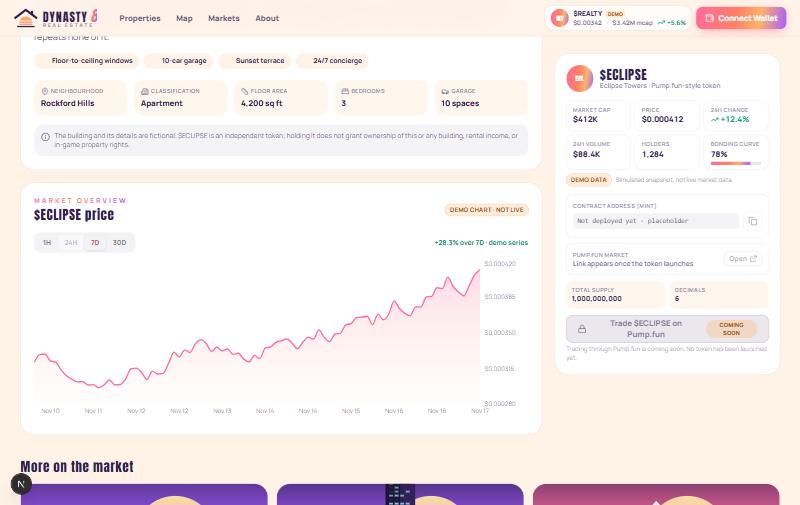 DYNASTY 8
REAL ESTATE
Properties
Map
Markets
About
$REALTY DEMO
$0.00342 · $3.42M mcap +5.6%
Connect Wallet
repeats none of it.
Floor-to-ceiling windows
10-car garage
Sunset terrace
24/7 concierge
NEIGHBOURHOOD
Rockford Hills
CLASSIFICATION
Apartment
FLOOR AREA
4,200 sq ft
BEDROOMS
3
GARAGE
10 spaces
The building and its details are fictional. $ECLIPSE is an independent token; holding it does not grant ownership of this or any building, rental income, or
in-game property rights.
MARKET OVERVIEW
$ECLIPSE price
DEMO CHART · NOT LIVE
1H
24H
7D
30D
+28.3% over 7D · demo series
$0.000420
$0.000385
$0.000350
$0.000315
$0.000280
Nov 10
Nov 11
Nov 12
Nov 12
Nov 13
Nov 14
Nov 14
Nov 15
Nov 16
Nov 16
Nov 17
$ECLIPSE
Eclipse Towers · Pump.fun-style token
MARKET CAP
$412K
PRICE
$0.000412
24H CHANGE
+12.4%
24H VOLUME
$88.4K
HOLDERS
1,284
BONDING CURVE
78%
DEMO DATA
Simulated snapshot, not live market data.
CONTRACT ADDRESS (MINT)
Not deployed yet - placeholder
PUMP.FUN MARKET
Link appears once the token launches
Open
TOTAL SUPPLY
1,000,000,000
DECIMALS
6
Trade $ECLIPSE on
Pump.fun
COMING
SOON
Trading through Pump.fun is coming soon. No token has been launched
yet.
More on the market
N